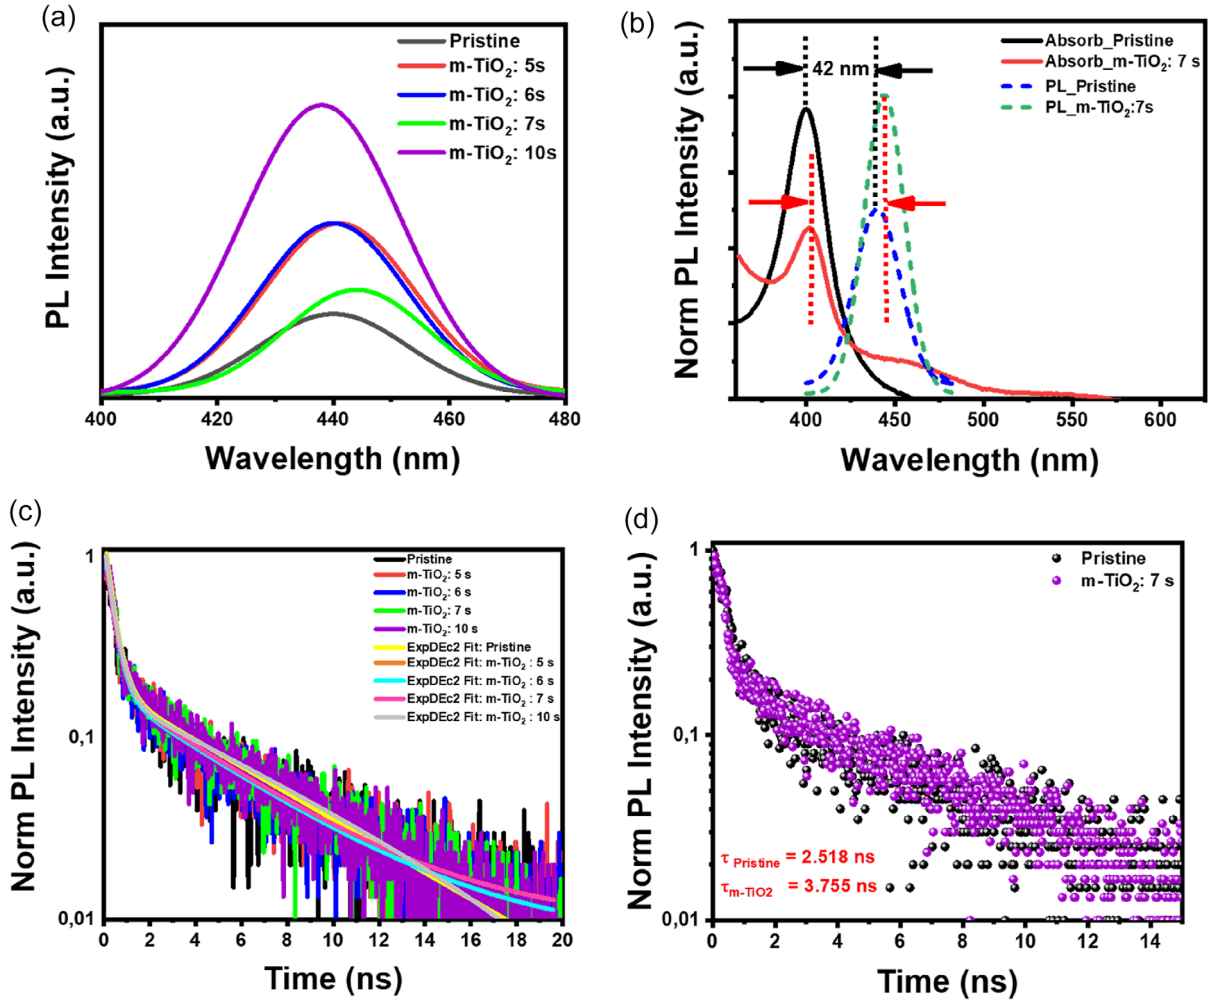 (a)
PL Intensity (a.u.)
Pristine
m-TiO₂: 5s
m-TiO₂: 6s
m-TiO₂: 7s
m-TiO₂: 10s
400 420 440 460 480
Wavelength (nm)
(b)
Norm PL Intensity (a.u.)
42 nm
Absorb_Pristine
Absorb_m-TiO₂: 7 s
PL_Pristine
PL_m-TiO₂:7s
400 450 500 550 600
Wavelength (nm)
(c)
Norm PL Intensity (a.u.)
1
0,1
0,01
Pristine
m-TiO₂: 5 s
m-TiO₂: 6 s
m-TiO₂: 7 s
m-TiO₂: 10 s
ExpDEc2 Fit: Pristine
ExpDEc2 Fit: m-TiO₂ : 5 s
ExpDEc2 Fit: m-TiO₂ : 6 s
ExpDEc2 Fit: m-TiO₂ : 7 s
ExpDEc2 Fit: m-TiO₂ : 10 s
0 2 4 6 8 10 12 14 16 18 20
Time (ns)
(d)
Norm PL Intensity (a.u.)
1
0,1
0,01
Pristine
m-TiO₂: 7 s
τ Pristine = 2.518 ns
τm-TiO2 = 3.755 ns
0 2 4 6 8 10 12 14
Time (ns)